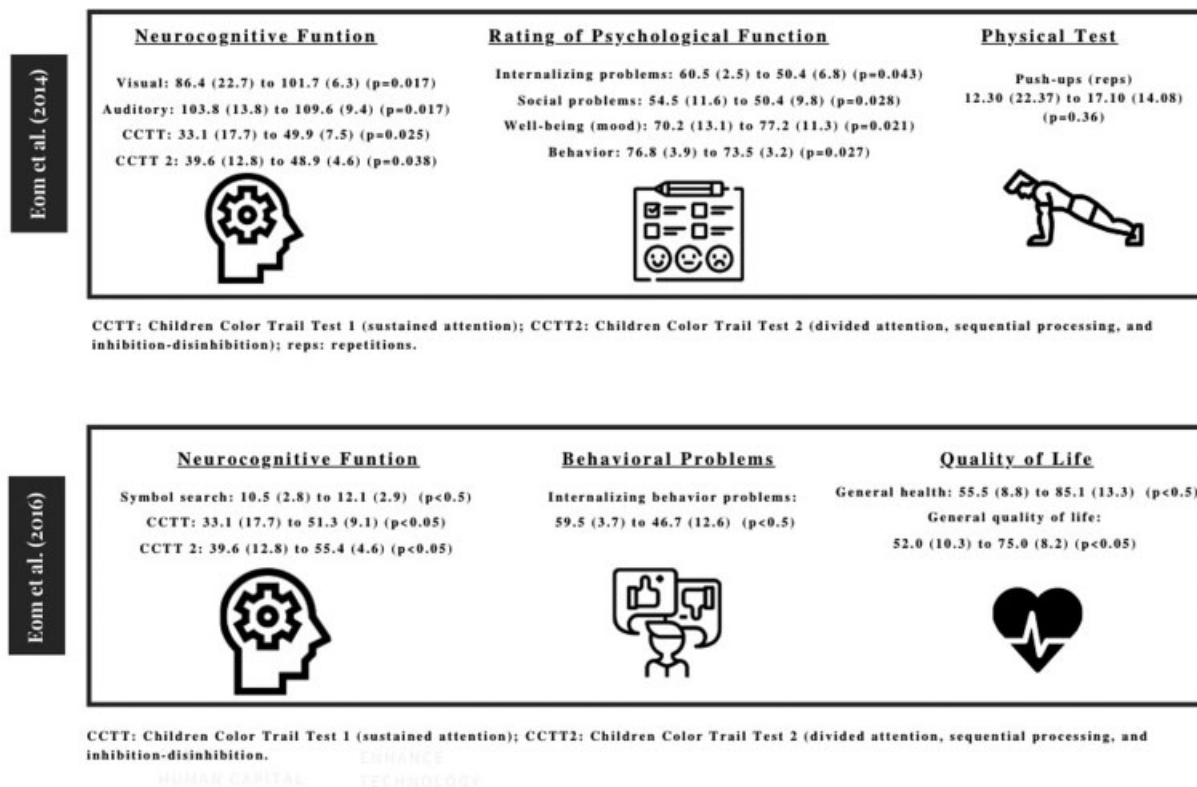 Eom et al. (2014)
Neurocognitive Funtion
Visual: 86.4 (22.7) to 101.7 (6.3) (p=0.017)
Auditory: 103.8 (13.8) to 109.6 (9.4) (p=0.017)
CCTT: 33.1 (17.7) to 49.9 (7.5) (p=0.025)
CCTT 2: 39.6 (12.8) to 48.9 (4.6) (p=0.038)
Rating of Psychological Function
Internalizing problems: 60.5 (2.5) to 50.4 (6.8) (p=0.043)
Social problems: 54.5 (11.6) to 50.4 (9.8) (p=0.028)
Well-being (mood): 70.2 (13.1) to 77.2 (11.3) (p=0.021)
Behavior: 76.8 (3.9) to 73.5 (3.2) (p=0.027)
Physical Test
Push-ups (reps)
12.30 (22.37) to 17.10 (14.08)
(p=0.36)
CCTT: Children Color Trail Test 1 (sustained attention); CCTT2: Children Color Trail Test 2 (divided attention, sequential processing, and
inhibition-disinhibition); reps: repetitions.
Eom et al. (2016)
Neurocognitive Funtion
Symbol search: 10.5 (2.8) to 12.1 (2.9) (p<0.5)
CCTT: 33.1 (17.7) to 51.3 (9.1) (p<0.05)
CCTT 2: 39.6 (12.8) to 55.4 (4.6) (p<0.05)
Behavioral Problems
Internalizing behavior problems:
59.5 (3.7) to 46.7 (12.6) (p<0.5)
Quality of Life
General health: 55.5 (8.8) to 85.1 (13.3) (p<0.5)
General quality of life:
52.0 (10.3) to 75.0 (8.2) (p<0.05)
CCTT: Children Color Trail Test 1 (sustained attention); CCTT2: Children Color Trail Test 2 (divided attention, sequential processing, and
inhibition-disinhibition.
ENHANCE
HUMAN CAPITAL
TECHNOLOGY